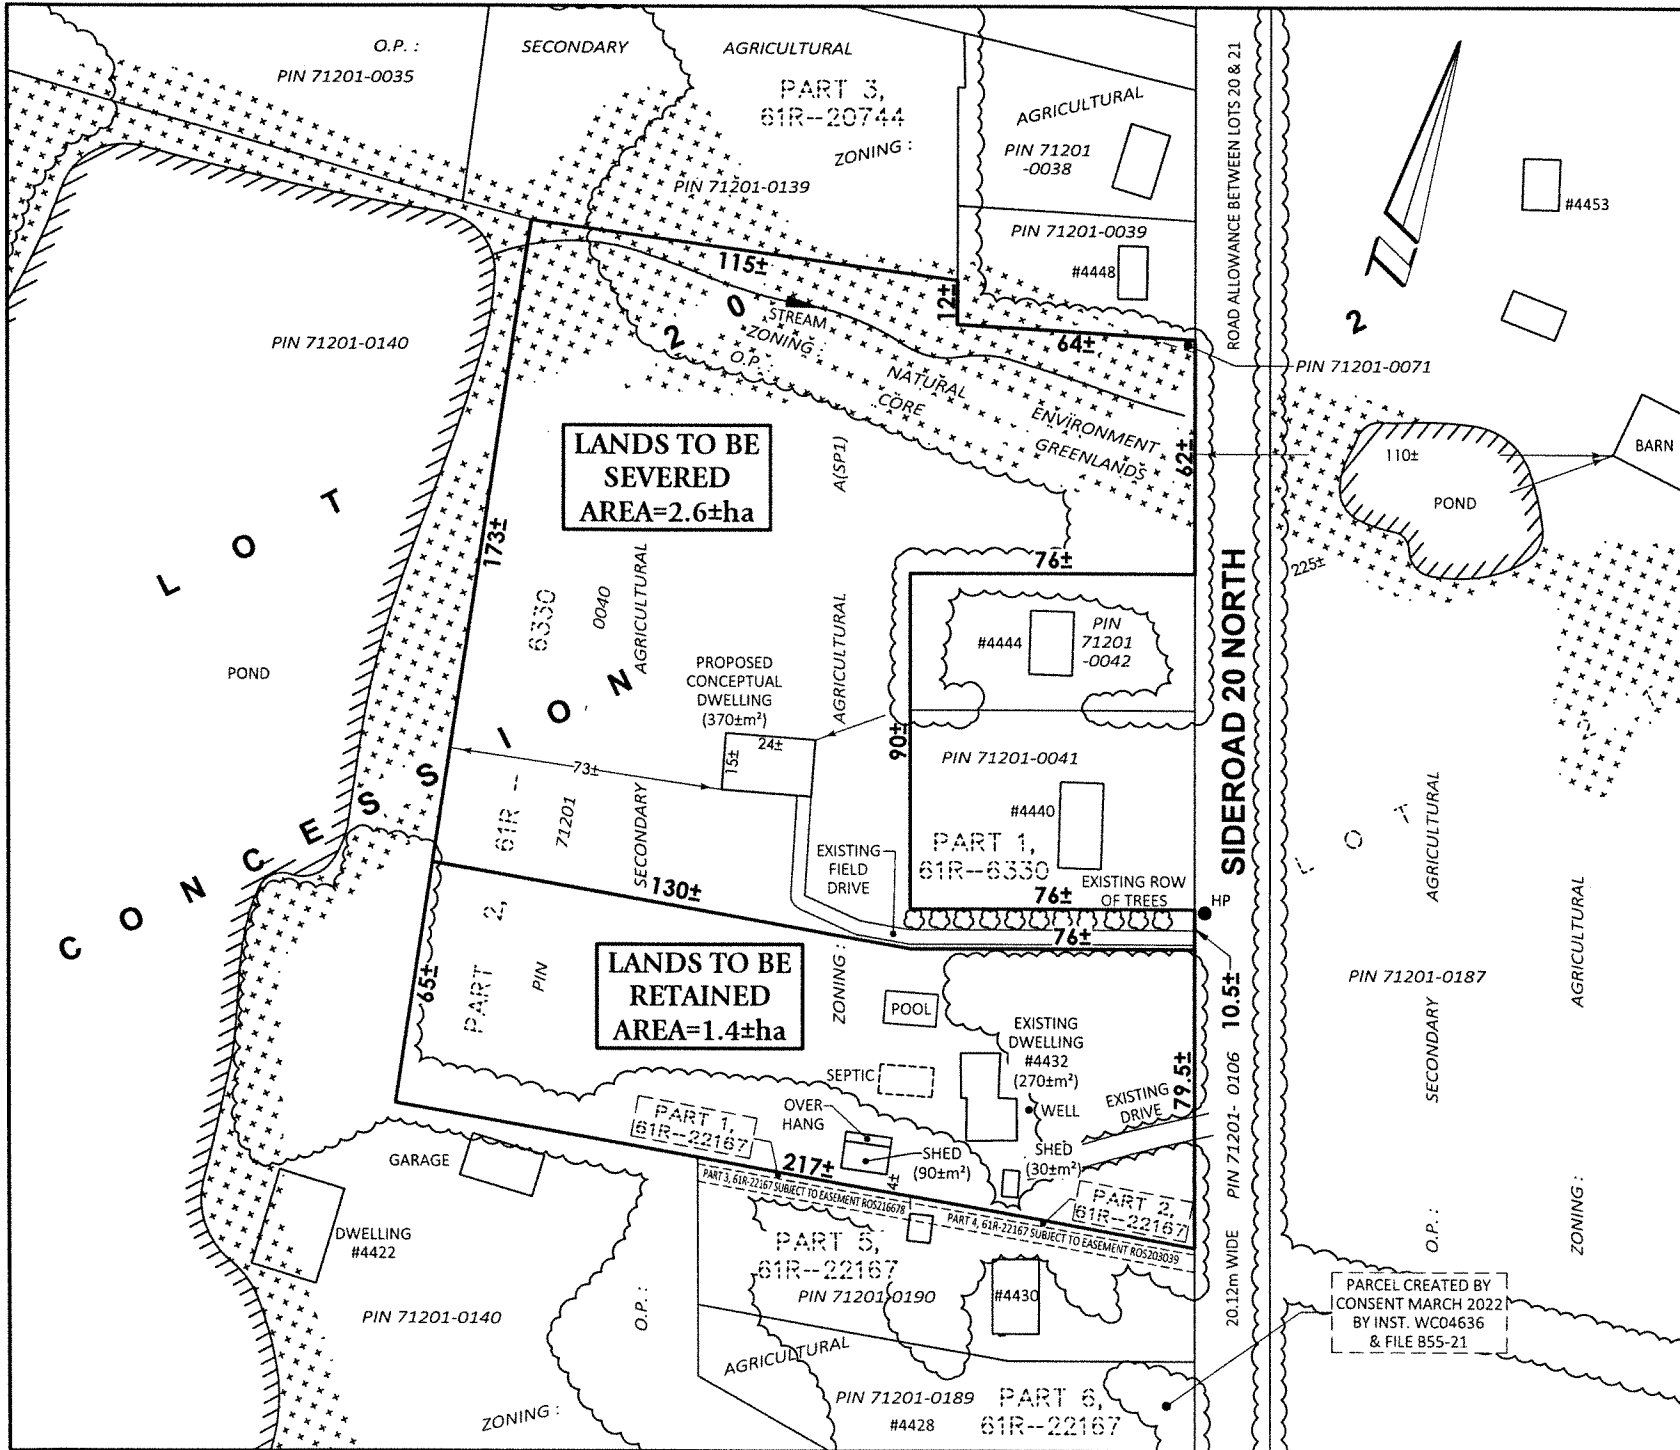 O.P. :
SECONDARY
AGRICULTURAL
PIN 71201-0035
PART 3,
61R--20744
ZONING :
PIN 71201-0139
AGRICULTURAL
PIN 71201
-0038
PIN 71201-0039
#4448
ROAD ALLOWANCE BETWEEN LOTS 20 & 21
#4453
2
PIN 71201-0071
115±
12±
64±
62±
2 0
STREAM
ZONING :
O.P. :
NATURAL
CORE
ENVIRONMENT
GREENLANDS
PIN 71201-0140
LANDS TO BE
SEVERED
AREA=2.6±ha
A(SP1)
110±
BARN
POND
225±
LOT
173±
76±
6330
0040
AGRICULTURAL
#4444
PIN
71201
-0042
POND
PROPOSED
CONCEPTUAL
DWELLING
(370±m²)
AGRICULTURAL
24±
15±
73±
90±
PIN 71201-0041
#4440
PART 1,
61R--6330
SIDEROAD 20 NORTH
CONCESSION
61R --
71201
SECONDARY
EXISTING
FIELD
DRIVE
130±
76±
EXISTING ROW
OF TREES
HP
76±
10.5±
LOT
AGRICULTURAL
AGRICULTURAL
65±
PART 2,
PIN
LANDS TO BE
RETAINED
AREA=1.4±ha
ZONING :
POOL
EXISTING
DWELLING
#4432
(270±m²)
PIN 71201-0187
SECONDARY
SEPTIC
WELL
EXISTING
DRIVE
79.5±
OVER-
HANG
SHED
(90±m²)
4±
SHED
(30±m²)
PIN 71201- 0106
PART 1,
61R--22167
217±
GARAGE
PART 3, 61R-22167 SUBJECT TO EASEMENT ROS216678
PART 4, 61R-22167 SUBJECT TO EASEMENT ROS203039
PART 2,
61R--22167
DWELLING
#4422
PART 5,
61R--22167
PIN 71201-0190
#4430
20.12m WIDE
O.P. :
ZONING :
PIN 71201-0140
O.P. :
PARCEL CREATED BY
CONSENT MARCH 2022
BY INST. WC04636
& FILE B55-21
AGRICULTURAL
PIN 71201-0189
#4428
PART 6,
61R--22167
ZONING :